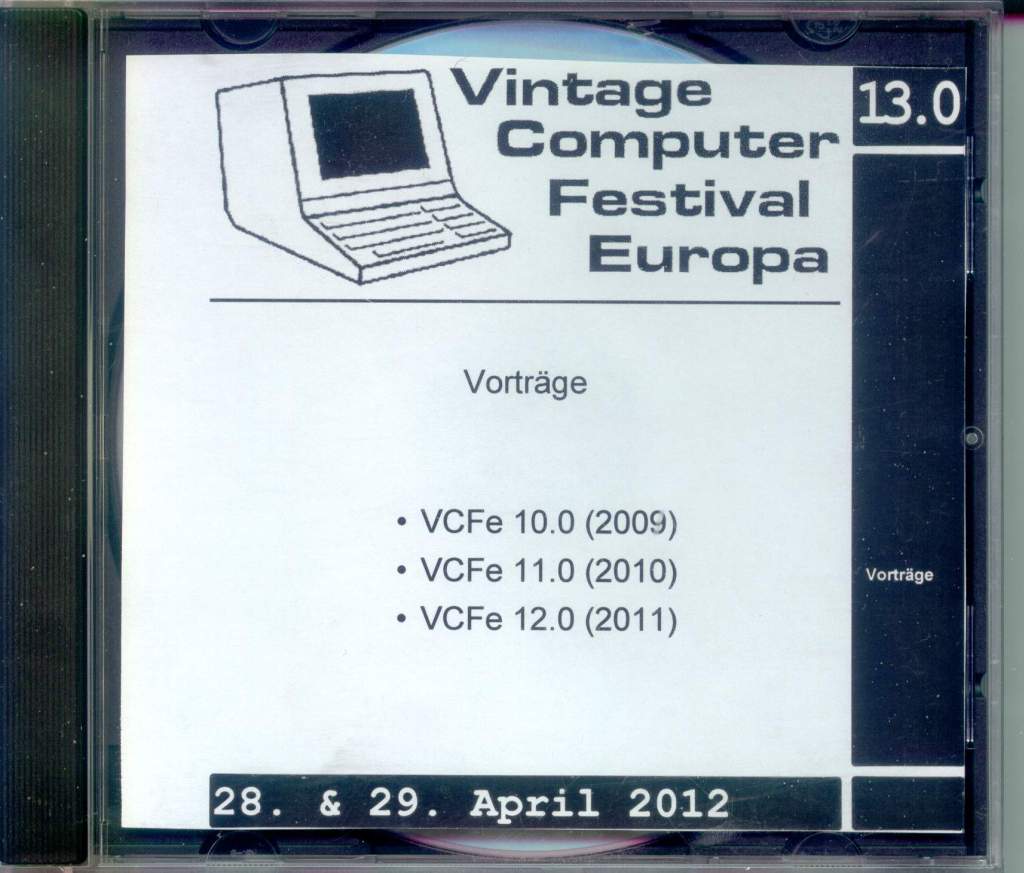 Vintage
Computer
Festival
Europa
13.0
Vorträge
• VCFe 10.0 (2009)
• VCFe 11.0 (2010)
• VCFe 12.0 (2011)
Vorträge
28. & 29. April 2012